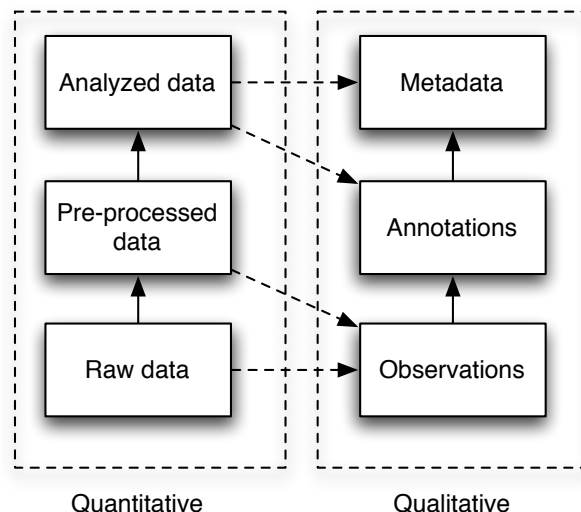 Analyzed data
Metadata
Pre-processed
data
Annotations
Raw data
Observations
Quantitative
Qualitative